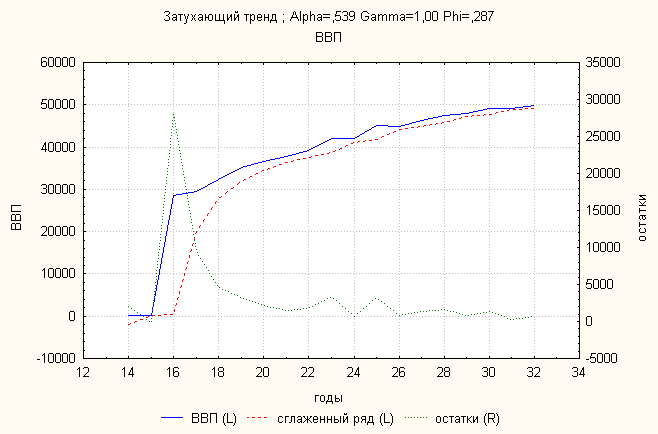 Затухающий тренд ; Alpha=,539 Gamma=1,00 Phi=,287
ВВП
60000
50000
40000
30000
20000
10000
0
-10000
35000
30000
25000
20000
15000
10000
5000
0
-5000
ВВП
остатки
12 14 16 18 20 22 24 26 28 30 32 34
годы
ВВП (L) сглаженный ряд (L) остатки (R)